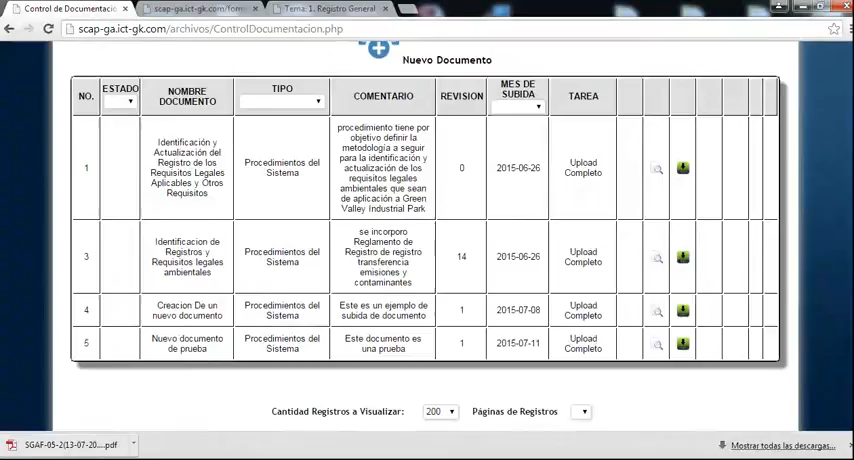 Control de Documentacio
scap-ga.ict-gk.com/form
Tema: 1. Registro General
scap-ga.ict-gk.com/archivos/ControlDocumentacion.php
Nuevo Documento
NO.
ESTADO
NOMBRE
DOCUMENTO
TIPO
COMENTARIO
REVISION
MES DE
SUBIDA
TAREA
1
Identificación y
Actualización del
Registro de los
Requisitos Legales
Aplicables y Otros
Requisitos
Procedimientos del
Sistema
procedimiento tiene por
objetivo definir la
metodología a seguir
para la identificación y
actualización de los
requisitos legales
ambientales que sean
de aplicación a Green
Valley Industrial Park
0
2015-06-26
Upload
Completo
3
Identificacion de
Registros y
Requisitos legales
ambientales
Procedimientos del
Sistema
se incorporo
Reglamento de
Registro de registro
transferencia
emisiones y
contaminantes
14
2015-06-26
Upload
Completo
4
Creacion De un
nuevo documento
Procedimientos del
Sistema
Este es un ejemplo de
subida de documento
1
2015-07-08
Upload
Completo
5
Nuevo documento
de prueba
Procedimientos del
Sistema
Este documento es
una prueba
1
2015-07-11
Upload
Completo
Cantidad Registros a Visualizar: 200 Páginas de Registros
SGAF-05-2(13-07-20....pdf
Mostrar todas las descargas...